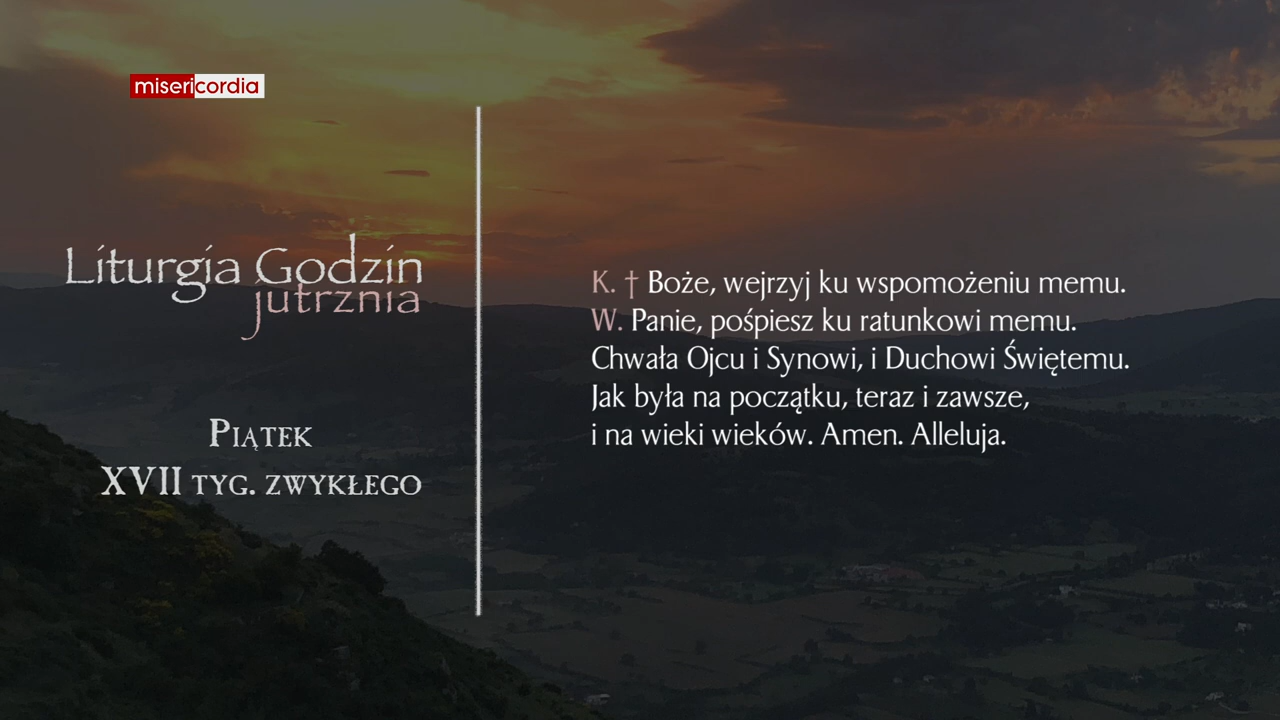 misericordia
Liturgia Godzin
jutrznia
Piątek
XVII tyg. zwykłego
K. † Boże, wejrzyj ku wspomożeniu memu.
W. Panie, pośpiesz ku ratunkowi memu.
Chwała Ojcu i Synowi, i Duchowi Świętemu.
Jak była na początku, teraz i zawsze,
i na wieki wieków. Amen. Alleluja.